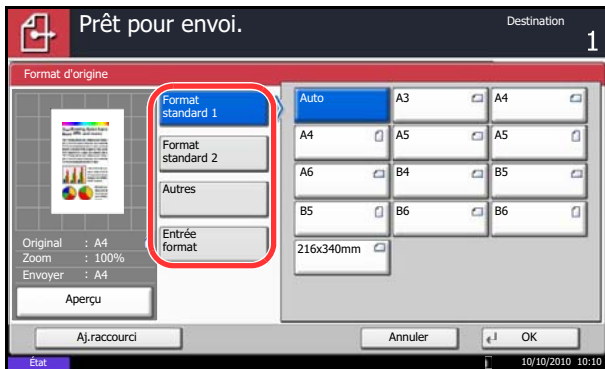 Prêt pour envoi.
Destination
1
Format d'origine
Format
standard 1
Format
standard 2
Autres
Entrée
format
Auto
A3
A4
A4
A5
A5
A6
B4
B5
B5
B6
B6
216x340mm
Original : A4
Zoom : 100%
Envoyer : A4
Aperçu
Aj.raccourci
Annuler
OK
État
10/10/2010 10:10